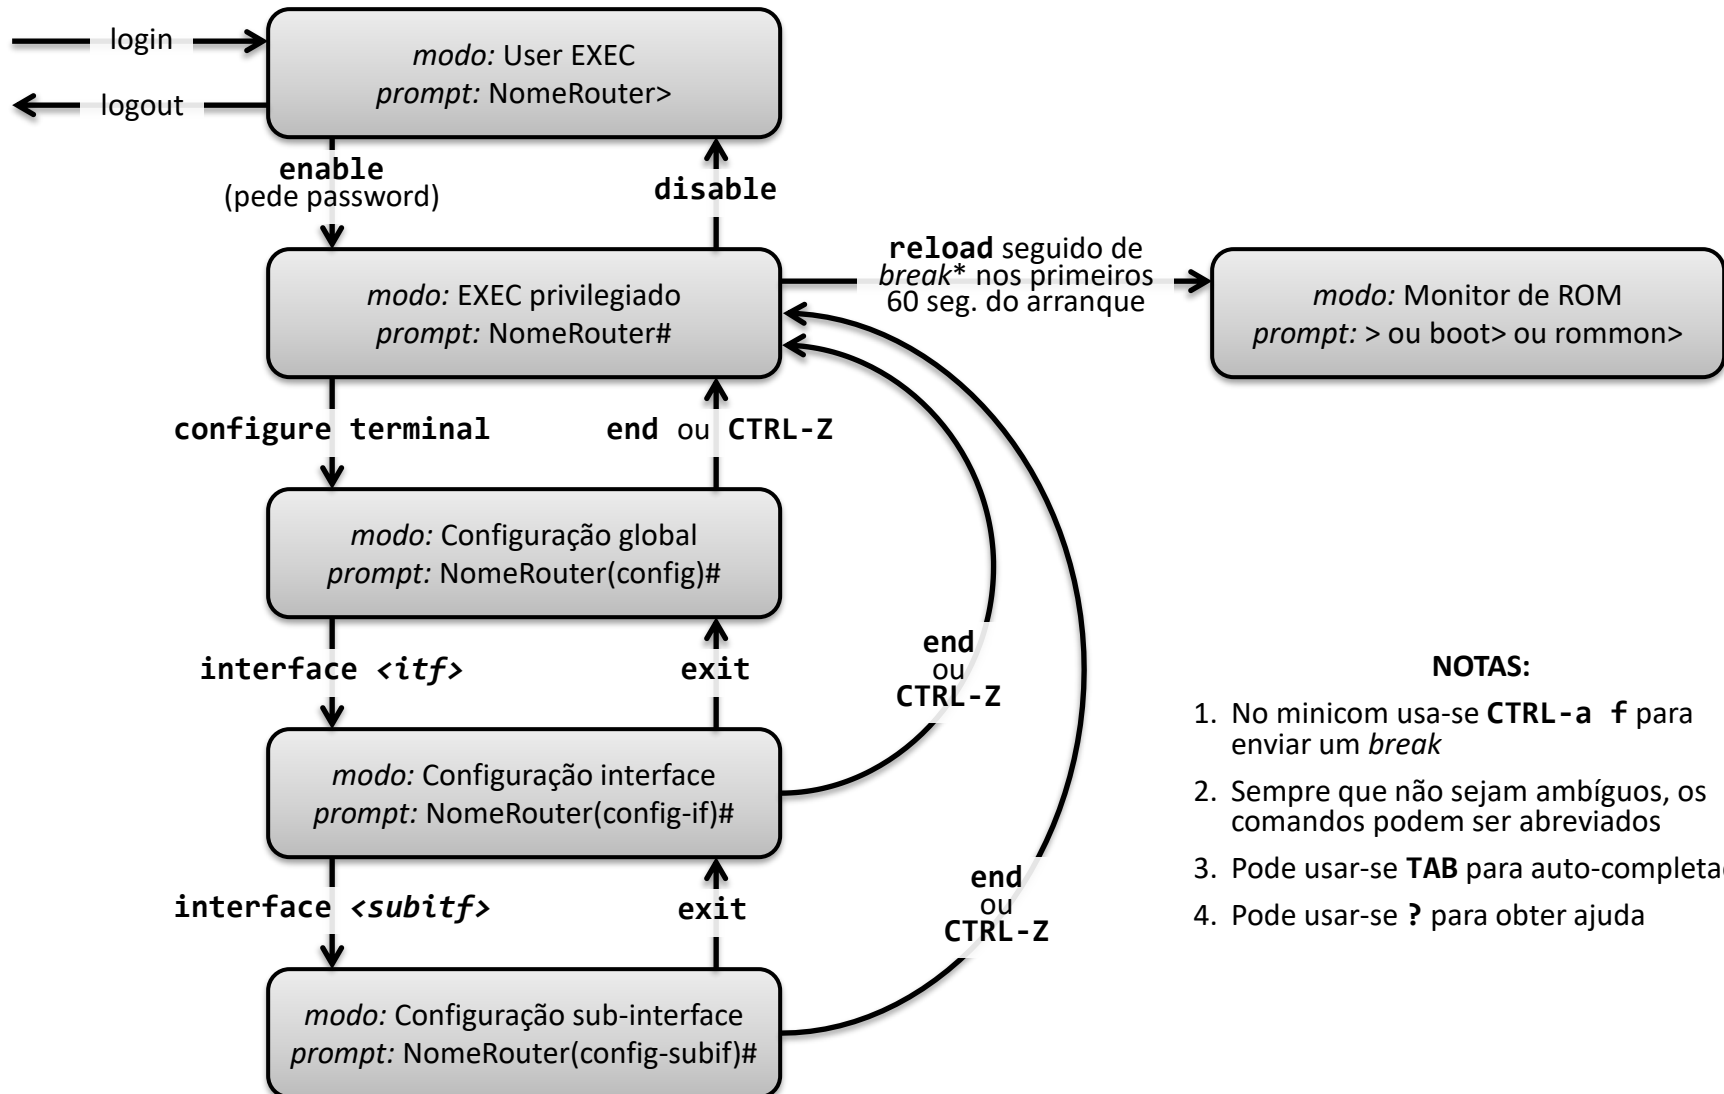 login
logout
modo: User EXEC
prompt: NomeRouter>
enable
(pede password)
disable
modo: EXEC privilegiado
prompt: NomeRouter#
reload seguido de
break* nos primeiros
60 seg. do arranque
modo: Monitor de ROM
prompt: > ou boot> ou rommon>
configure terminal
end ou CTRL-Z
modo: Configuração global
prompt: NomeRouter(config)#
interface <itf>
exit
end
ou
CTRL-Z
modo: Configuração interface
prompt: NomeRouter(config-if)#
interface <subitf>
exit
end
ou
CTRL-Z
modo: Configuração sub-interface
prompt: NomeRouter(config-subif)#
NOTAS:
1. No minicom usa-se CTRL-a f para
enviar um break
2. Sempre que não sejam ambíguos, os
comandos podem ser abreviados
3. Pode usar-se TAB para
4. Pode usar-se ? para obter ajuda